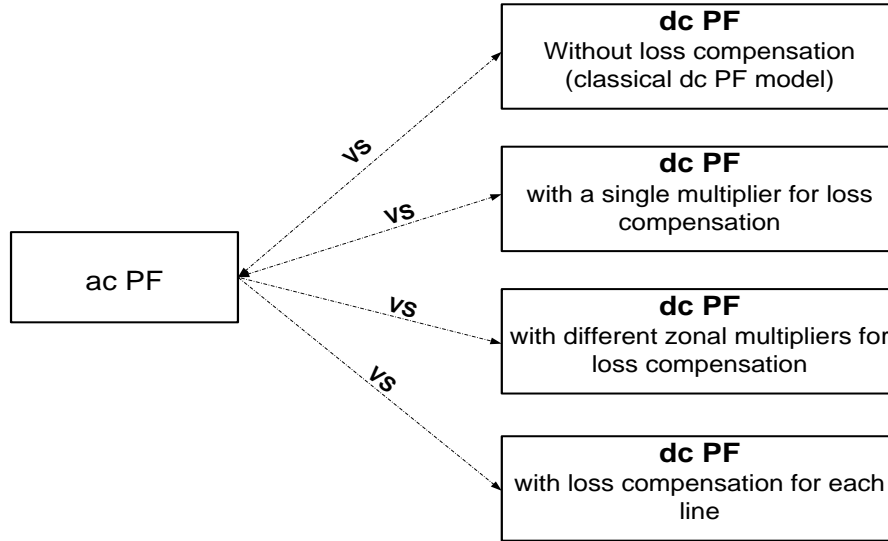 dc PF
Without loss compensation
(classical dc PF model)
vs
dc PF
with a single multiplier for loss
compensation
vs
ac PF
dc PF
with different zonal multipliers for
loss compensation
vs
dc PF
with loss compensation for each
line
vs